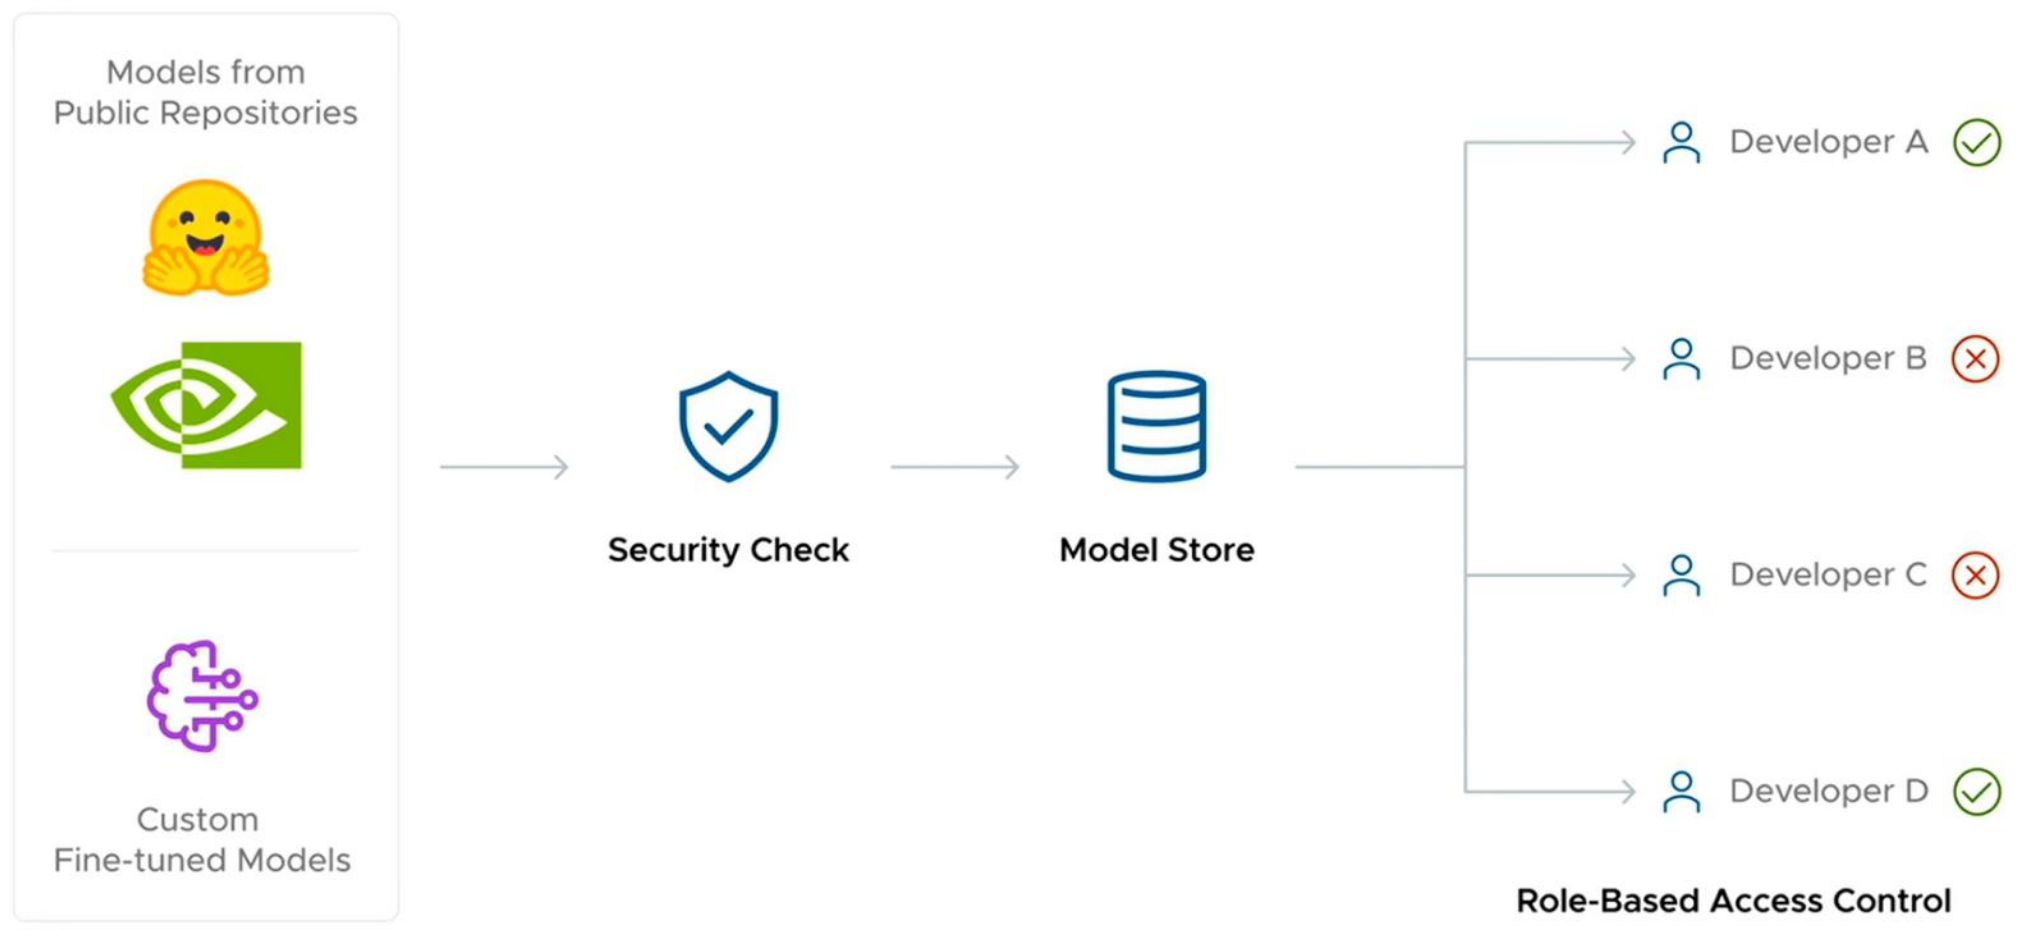 Models from
Public Repositories
Custom
Fine-tuned Models
Security Check
Model Store
Developer A
Developer B
Developer C
Developer D
Role-Based Access Control